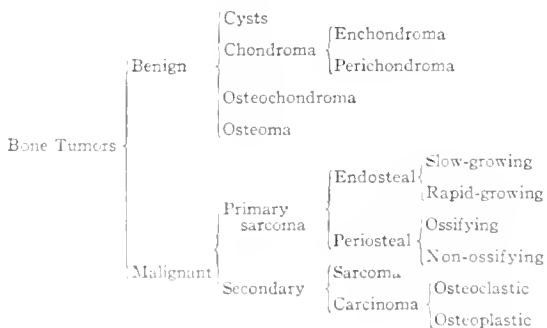 Cysts
Enchondroma
Chondroma
Perichondroma
Benign
Osteochondroma
Osteoma
Bone Tumors
Slow-growing
Endosteal
Rapid-growing
Primary
sarcoma
Ossifying
Periosteal
Non-ossifying
Malignant
Sarcoma
Secondary
Osteoclastic
Carcinoma
Osteoplastic